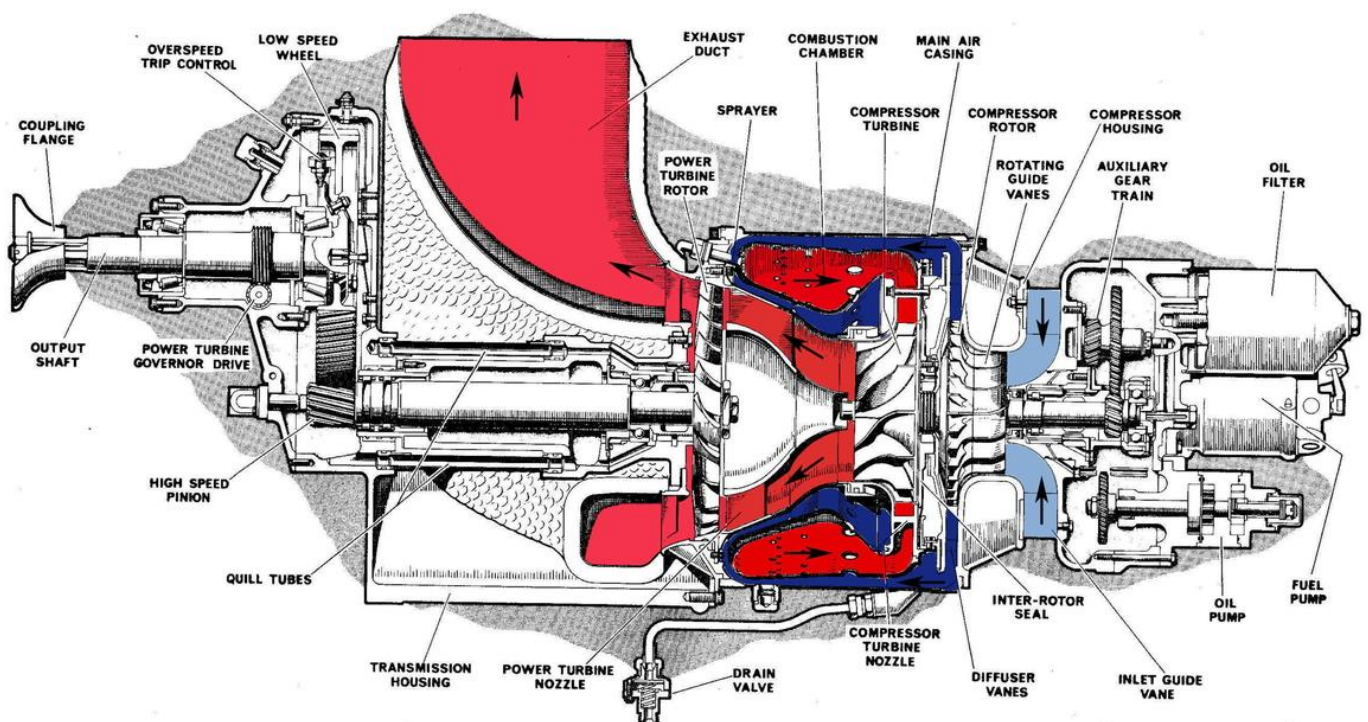 OVERSPEED
TRIP CONTROL
LOW SPEED
WHEEL
EXHAUST
DUCT
COMBUSTION
CHAMBER
MAIN AIR
CASING
COUPLING
FLANGE
SPRAYER
COMPRESSOR
TURBINE
COMPRESSOR
ROTOR
COMPRESSOR
HOUSING
POWER
TURBINE
ROTOR
ROTATING
GUIDE
VANES
AUXILIARY
GEAR
TRAIN
OIL
FILTER
OUTPUT
SHAFT
POWER TURBINE
GOVERNOR DRIVE
HIGH SPEED
PINION
QUILL TUBES
TRANSMISSION
HOUSING
POWER TURBINE
NOZZLE
DRAIN
VALVE
COMPRESSOR
TURBINE
NOZZLE
INTER-ROTOR
SEAL
DIFFUSER
VANES
INLET GUIDE
VANE
OIL
PUMP
FUEL
PUMP